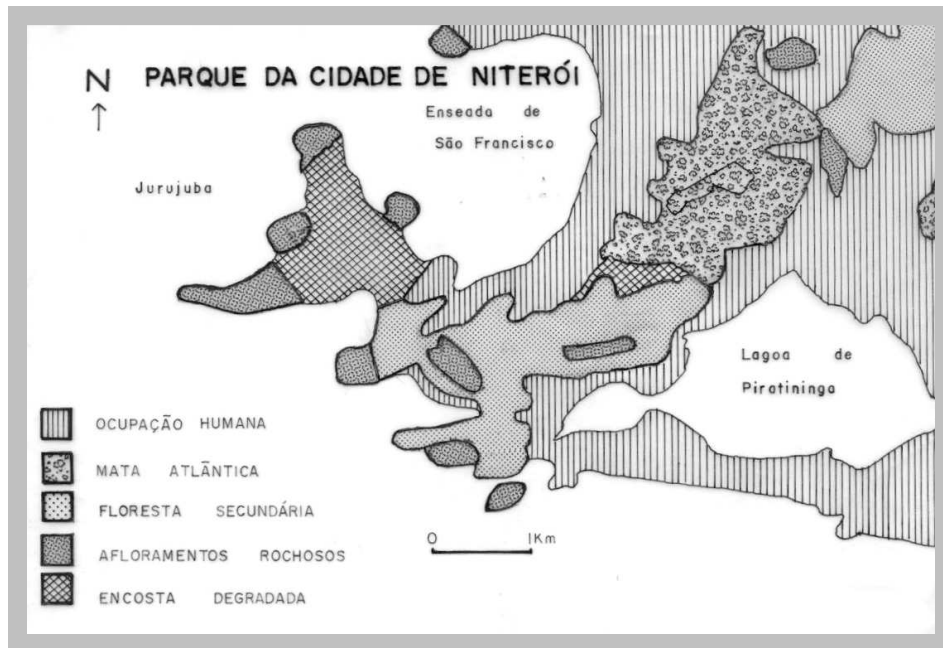 N
PARQUE DA CIDADE DE NITERÓI
Enseada de
São Francisco
Jurujuba
Lagoa de
Piratininga
OCUPAÇÃO HUMANA
MATA ATLÂNTICA
FLORESTA SECUNDÁRIA
AFLORAMENTOS ROCHOSOS
ENCOSTA DEGRADADA
0 1Km